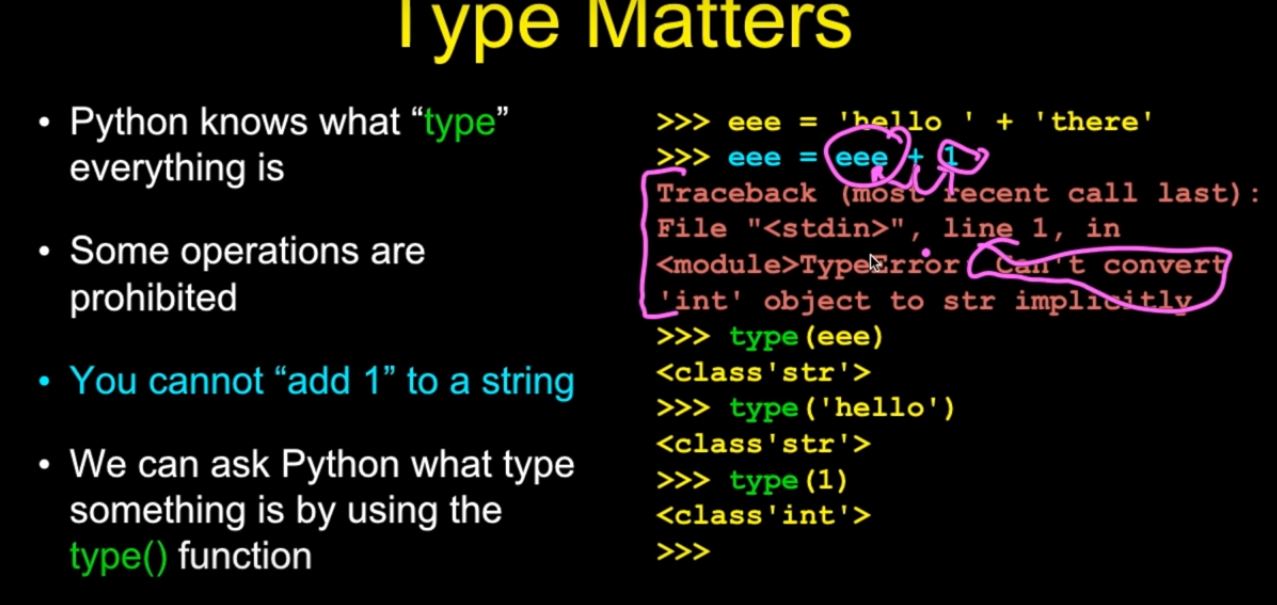 Type Matters
• Python knows what “type”
everything is
• Some operations are
prohibited
• You cannot “add 1” to a string
• We can ask Python what type
something is by using the
type() function
>>> eee = 'hello ' + 'there'
>>> eee = eee + 1
Traceback (most recent call last):
File "<stdin>", line 1, in
<module>TypeError: Can't convert
'int' object to str implicitly
>>> type(eee)
<class'str'>
>>> type('hello')
<class'str'>
>>> type(1)
<class'int'>
>>>